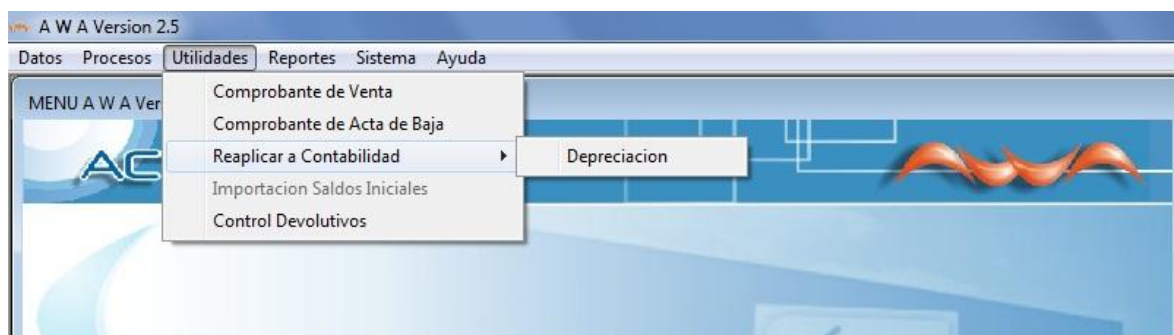 A W A Version 2.5
Datos Procesos Utilidades Reportes Sistema Ayuda
MENU A W A Ver
Comprobante de Venta
Comprobante de Acta de Baja
AC
Reaplicar a Contabilidad
Depreciacion
Importacion Saldos Iniciales
Control Devolutivos